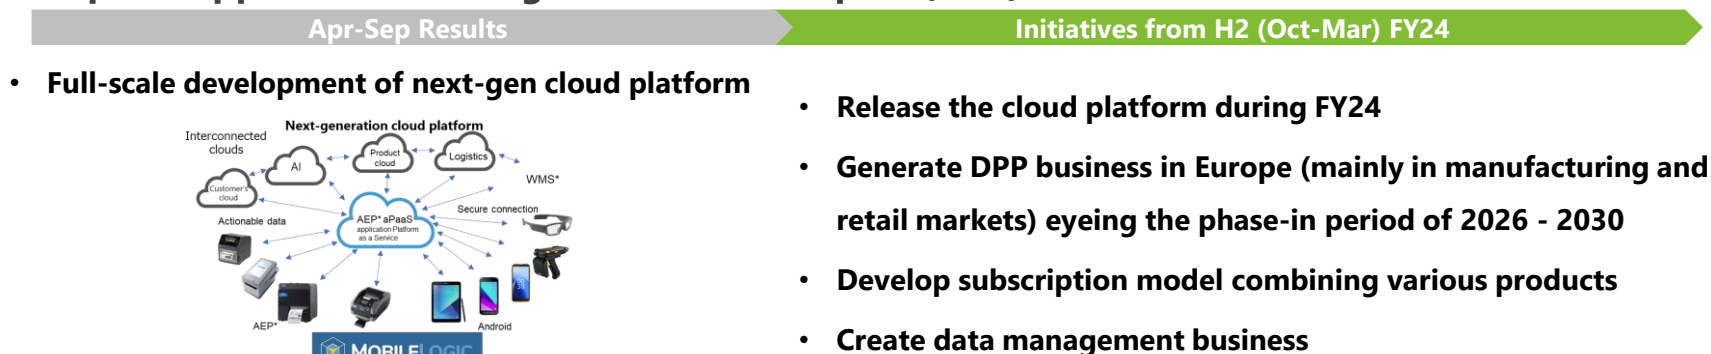 Apr-Sep Results
Initiatives from H2 (Oct-Mar) FY24
• Full-scale development of next-gen cloud platform
Next-generation cloud platform
Interconnected
clouds
AI
Product
cloud
Logistics
WMS*
Customer's
cloud
Actionable data
AEP* aPaaS
application Platform
as a Service
Secure connection
AEP*
Android
MOBILELOGIC
• Release the cloud platform during FY24
• Generate DPP business in Europe (mainly in manufacturing and
retail markets) eyeing the phase-in period of 2026 - 2030
• Develop subscription model combining various products
• Create data management business